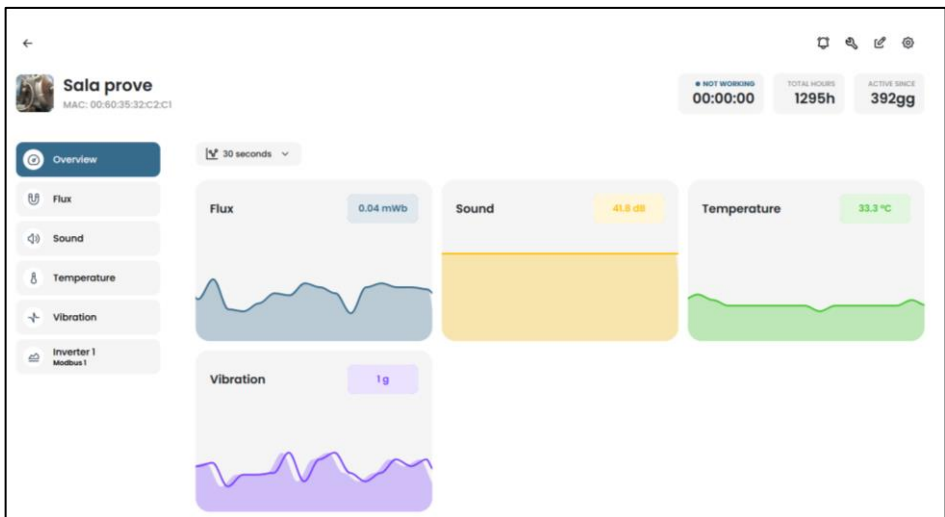 Sala prove
MAC: 00:60:35:32:C2:C1
NOT WORKING
00:00:00
TOTAL HOURS
1295h
ACTIVE SINCE
392gg
Overview
Flux
Sound
Temperature
Vibration
Inverter 1
Modbus 1
30 seconds
Flux
0.04 mWb
Sound
41.8 dB
Temperature
33.3 °C
Vibration
1 g